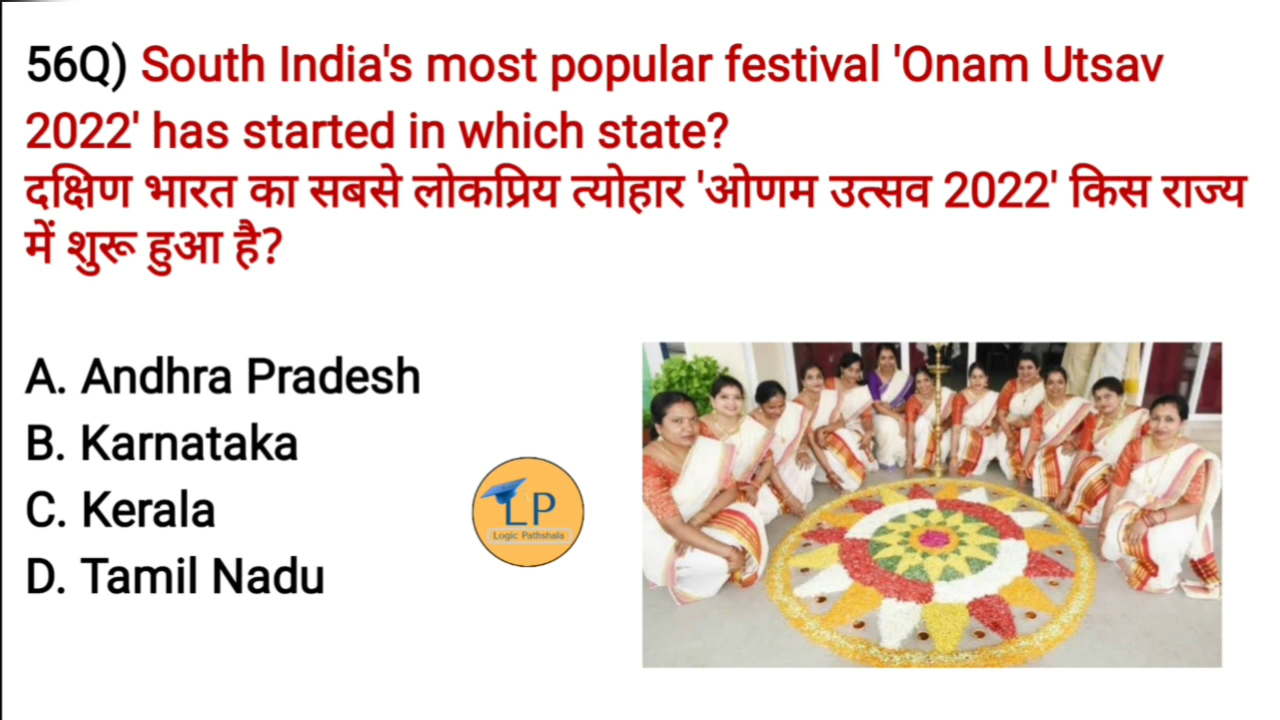 56Q) South India's most popular festival 'Onam Utsav
2022' has started in which state?
दक्षिण भारत का सबसे लोकप्रिय त्योहार 'ओणम उत्सव 2022' किस राज्य
में शुरू हुआ है?
A. Andhra Pradesh
B. Karnataka
C. Kerala
D. Tamil Nadu
LP
Logic Pathshala